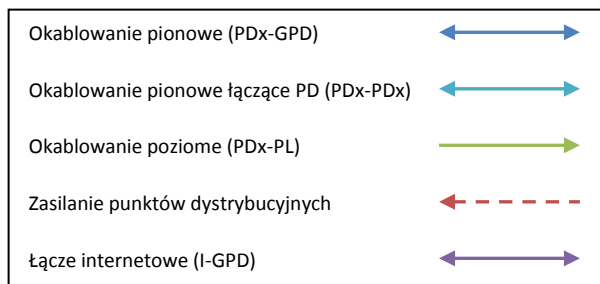 Okablowanie pionowe (PDx-GPD)
Okablowanie pionowe łączące PD (PDx-PDx)
Okablowanie poziome (PDx-PL)
Zasilanie punktów dystrybucyjnych
Łącze internetowe (I-GPD)